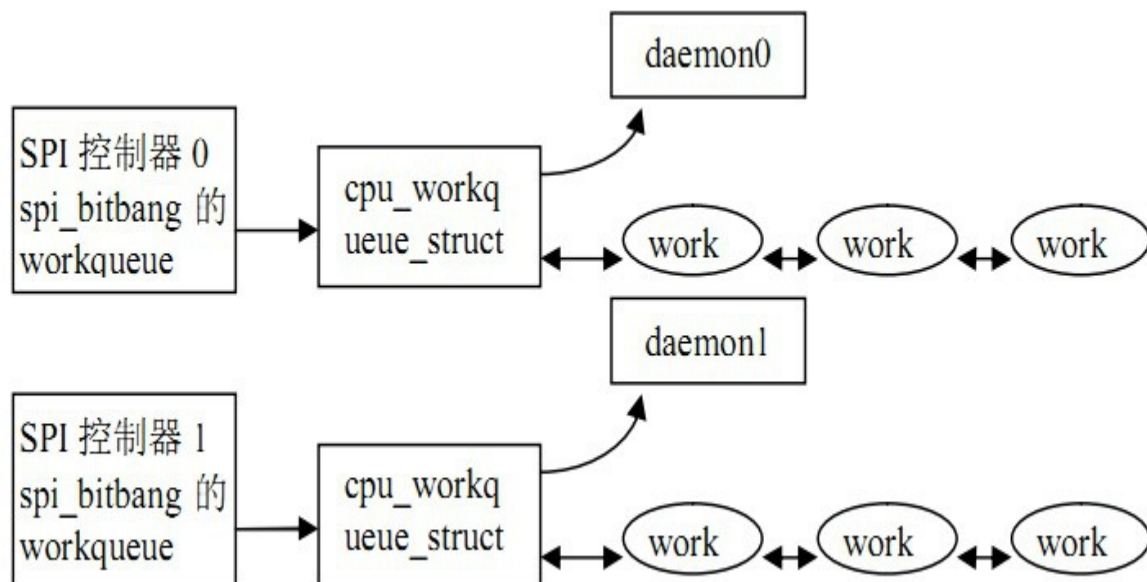 daemon0
SPI 控制器 0
spi_bitbang 的
workqueue
cpu_workq
ueue_struct
work
work
work
daemon1
SPI 控制器 1
spi_bitbang 的
workqueue
cpu_workq
ueue_struct
work
work
work